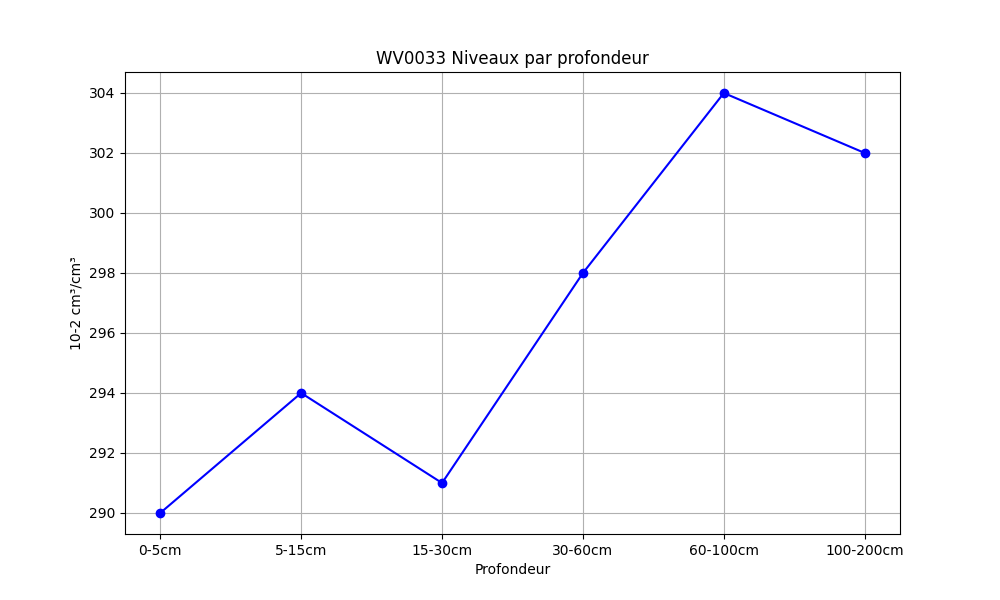 WV0033 Niveaux par profondeur
10-2 cm³/cm³
304
302
300
298
296
294
292
290
0-5cm
5-15cm
15-30cm
30-60cm
60-100cm
100-200cm
Profondeur